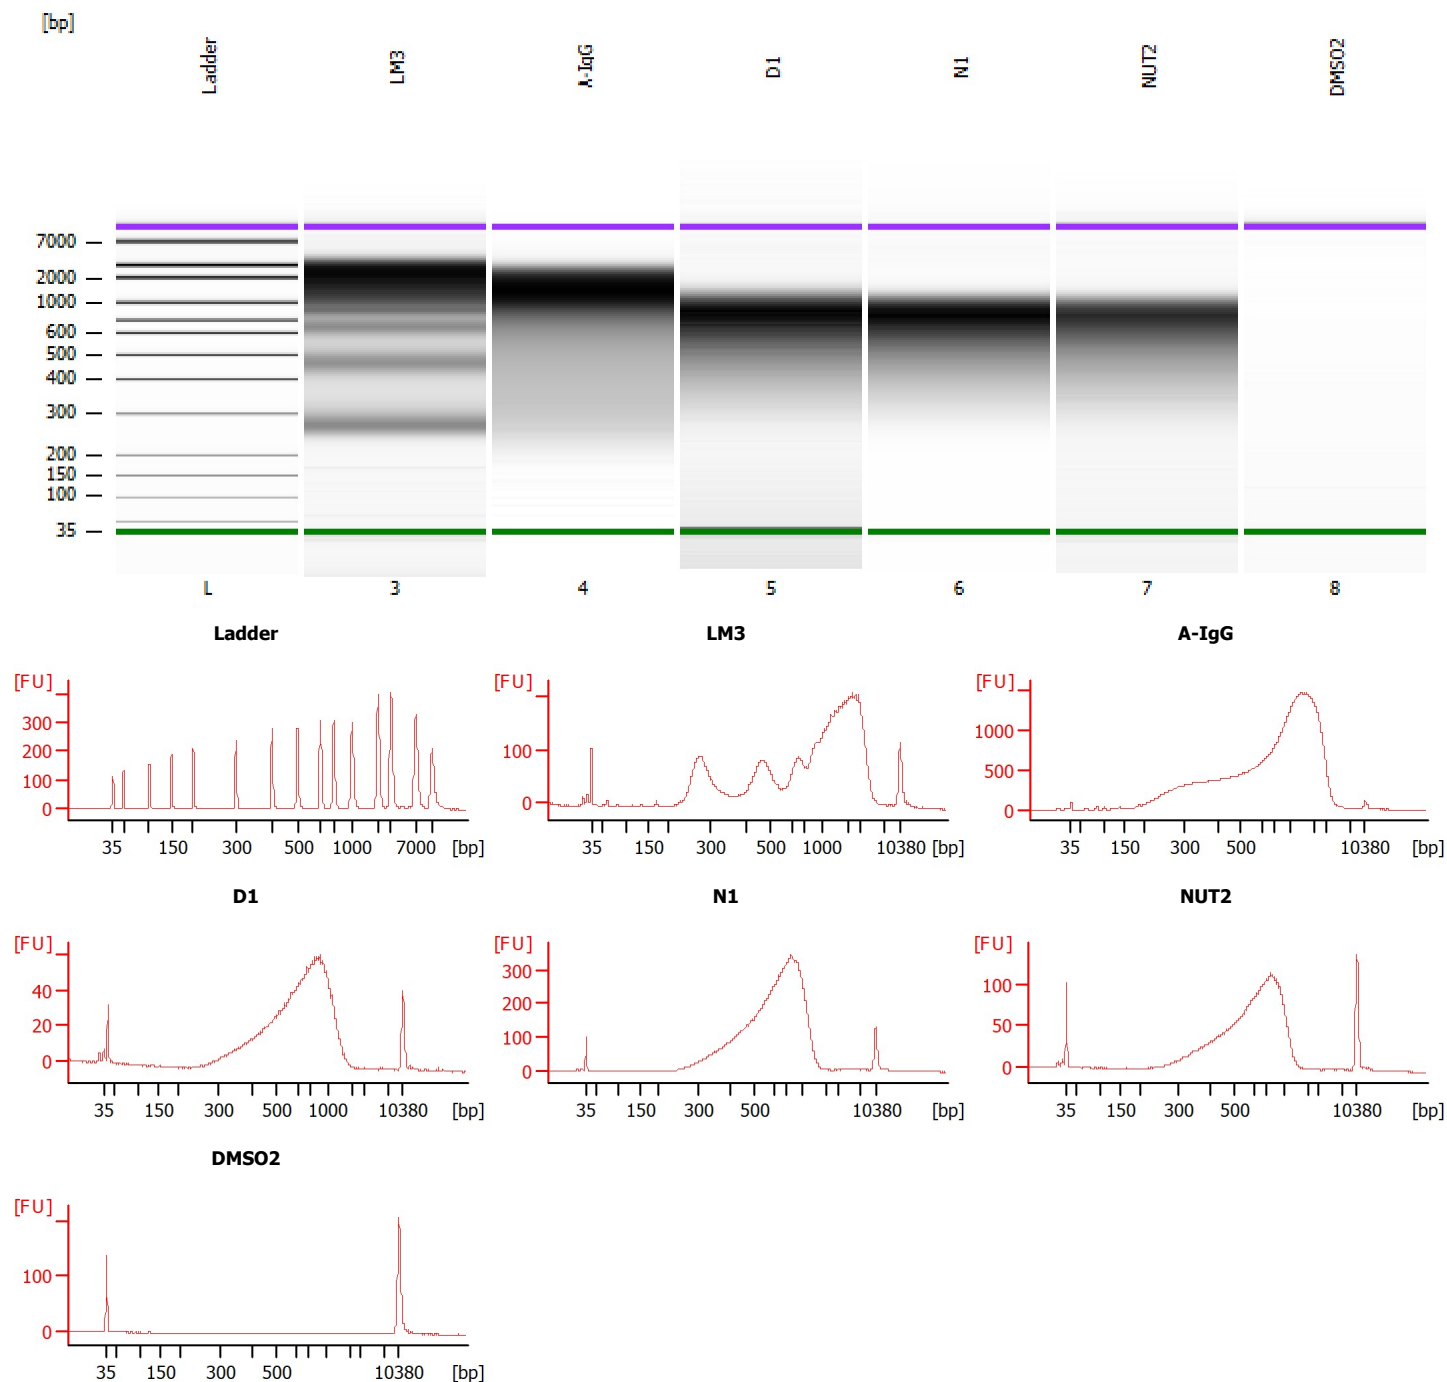 [bp]
Ladder LM3 A-IgG D1 N1 NUT2 DMSO2
7000
2000
1000
600
500
400
300
200
150
100
35
L 3 4 5 6 7 8
Ladder LM3 A-IgG
[FU] [FU] [FU]
300
200
100
0
100
0
1000
500
0
35 150 300 500 1000 7000 [bp]
35 150 300 500 1000 10380 [bp]
35 150 300 500 10380 [bp]
D1 N1 NUT2
[FU] [FU] [FU]
40
20
0
300
200
100
0
100
50
0
35 150 300 500 1000 10380 [bp]
35 150 300 500 10380 [bp]
35 150 300 500 10380 [bp]
DMSO2
[FU]
100
0
35 150 300 500 10380 [bp]